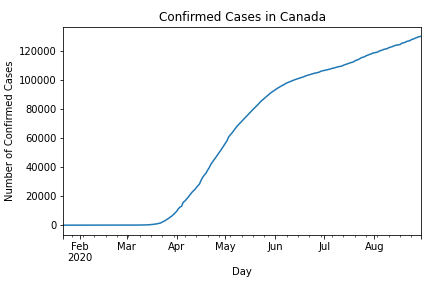 Confirmed Cases in Canada
120000
100000
80000
60000
40000
20000
0
Number of Confirmed Cases
Feb Mar Apr May Jun Jul Aug
2020
Day